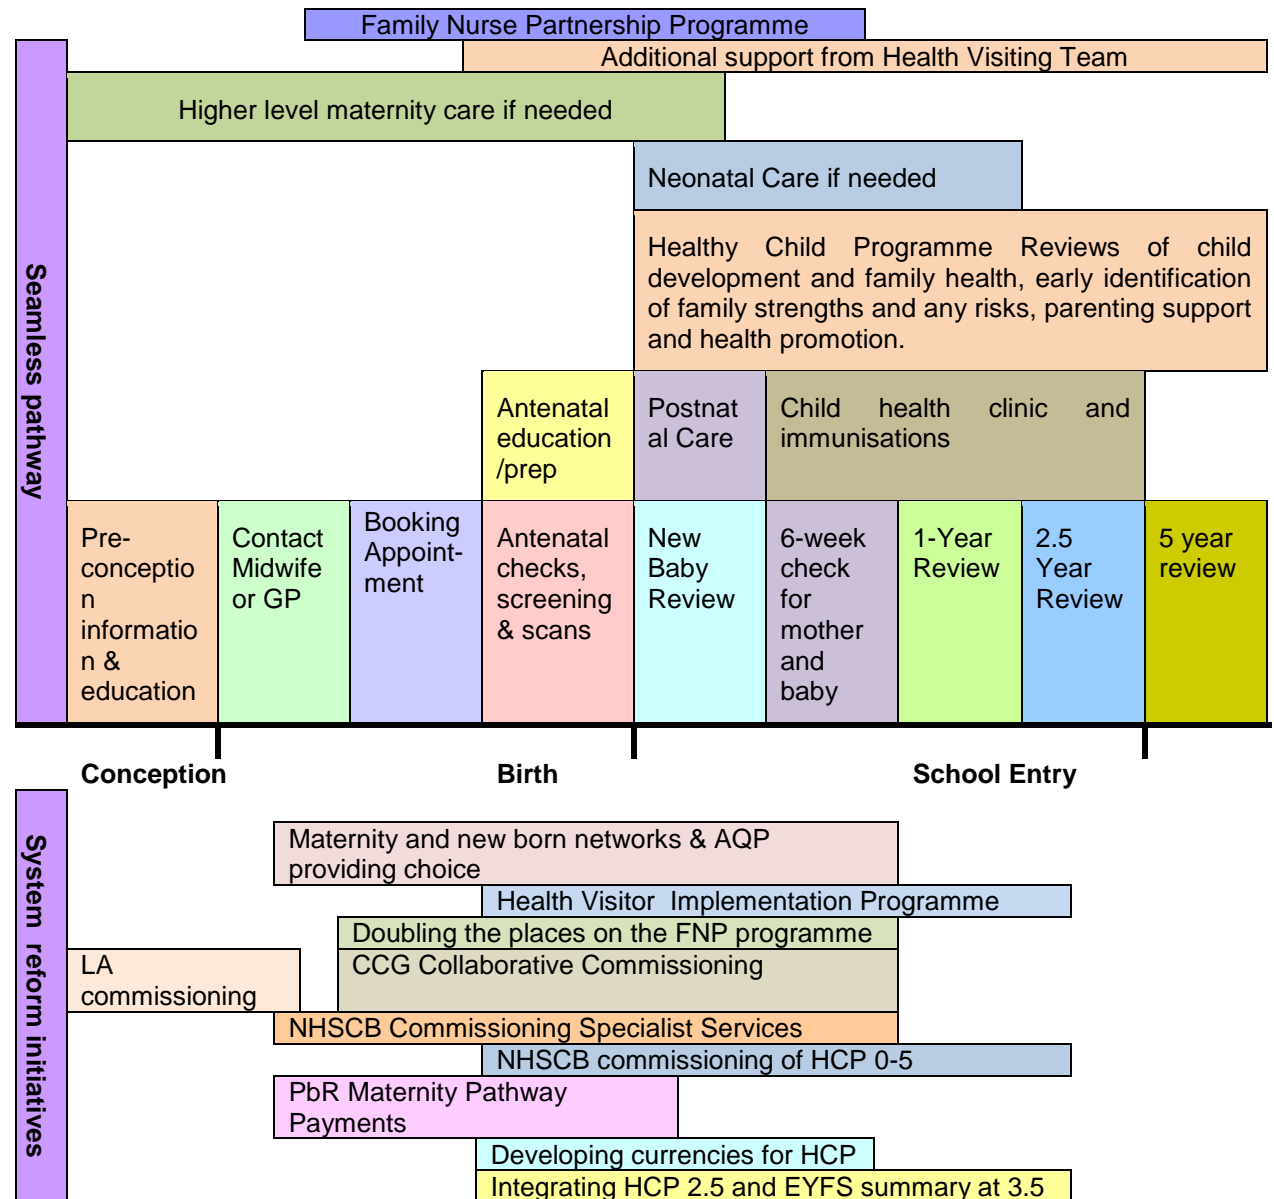 Family Nurse Partnership Programme
Additional support from Health Visiting Team
Higher level maternity care if needed
Neonatal Care if needed
Healthy Child Programme Reviews of child
development and family health, early identification
of family strengths and any risks, parenting support
and health promotion.
Seamless pathway
Antenatal
education
/prep
Postnat
al Care
Child health clinic and
immunisations
Pre-
conceptio
n
informatio
n &
education
Contact
Midwife
or GP
Booking
Appoint-
ment
Antenatal
checks,
screening
& scans
New
Baby
Review
6-week
check
for
mother
and
baby
1-Year
Review
2.5
Year
Review
5 year
review
Conception
Birth
School Entry
System reform initiatives
Maternity and new born networks & AQP
providing choice
Health Visitor Implementation Programme
Doubling the places on the FNP programme
LA
commissioning
CCG Collaborative Commissioning
NHSCB Commissioning Specialist Services
NHSCB commissioning of HCP 0-5
PbR Maternity Pathway
Payments
Developing currencies for HCP
Integrating HCP 2.5 and EYFS summary at 3.5